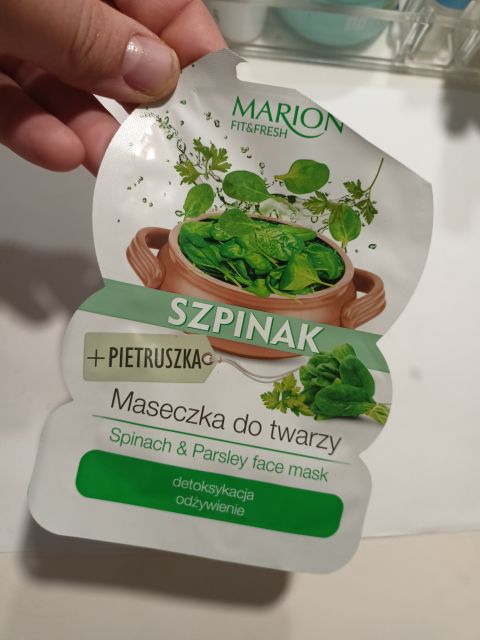 MARION
FIT&FRESH
SZPINAK
+ PIETRUSZKA
Maseczka do twarzy
Spinach & Parsley face mask
detoksykacja
odżywienie